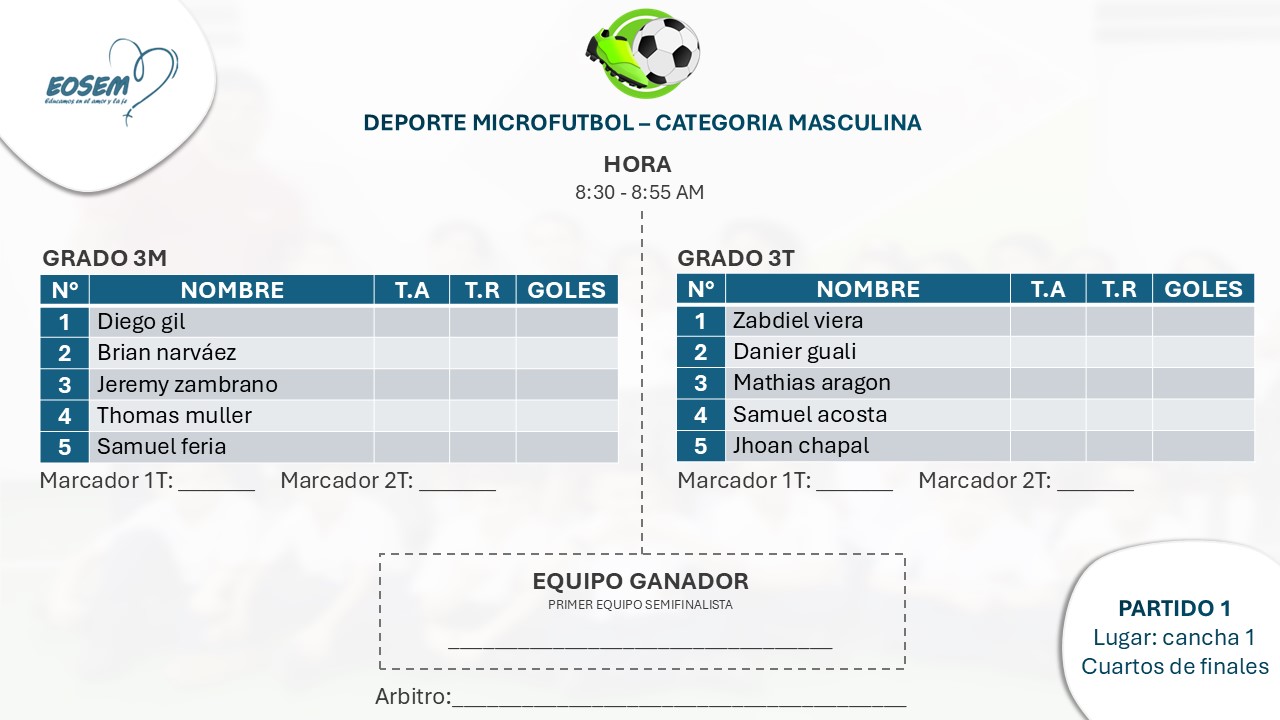 EOSEM
Educamos en el amor y la fe
DEPORTE MICROFUTBOL – CATEGORIA MASCULINA
HORA
8:30 - 8:55 AM
GRADO 3M
N° NOMBRE T.A T.R GOLES
1 Diego gil
2 Brian narváez
3 Jeremy zambrano
4 Thomas muller
5 Samuel feria
Marcador 1T: ______ Marcador 2T: ______
GRADO 3T
N° NOMBRE T.A T.R GOLES
1 Zabdiel viera
2 Danier guali
3 Mathias aragon
4 Samuel acosta
5 Jhoan chapal
Marcador 1T: ______ Marcador 2T: ______
EQUIPO GANADOR
PRIMER EQUIPO SEMIFINALISTA
______________________________
Arbitro:____________________________________
PARTIDO 1
Lugar: cancha 1
Cuartos de finales